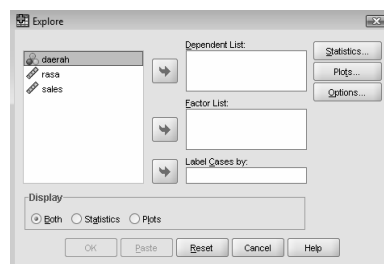 Explore
daerah
rasa
sales
Dependent List:
Factor List:
Label Cases by:
Statistics...
Plots...
Options...
Display
Both Statistics Plots
OK Paste Reset Cancel Help